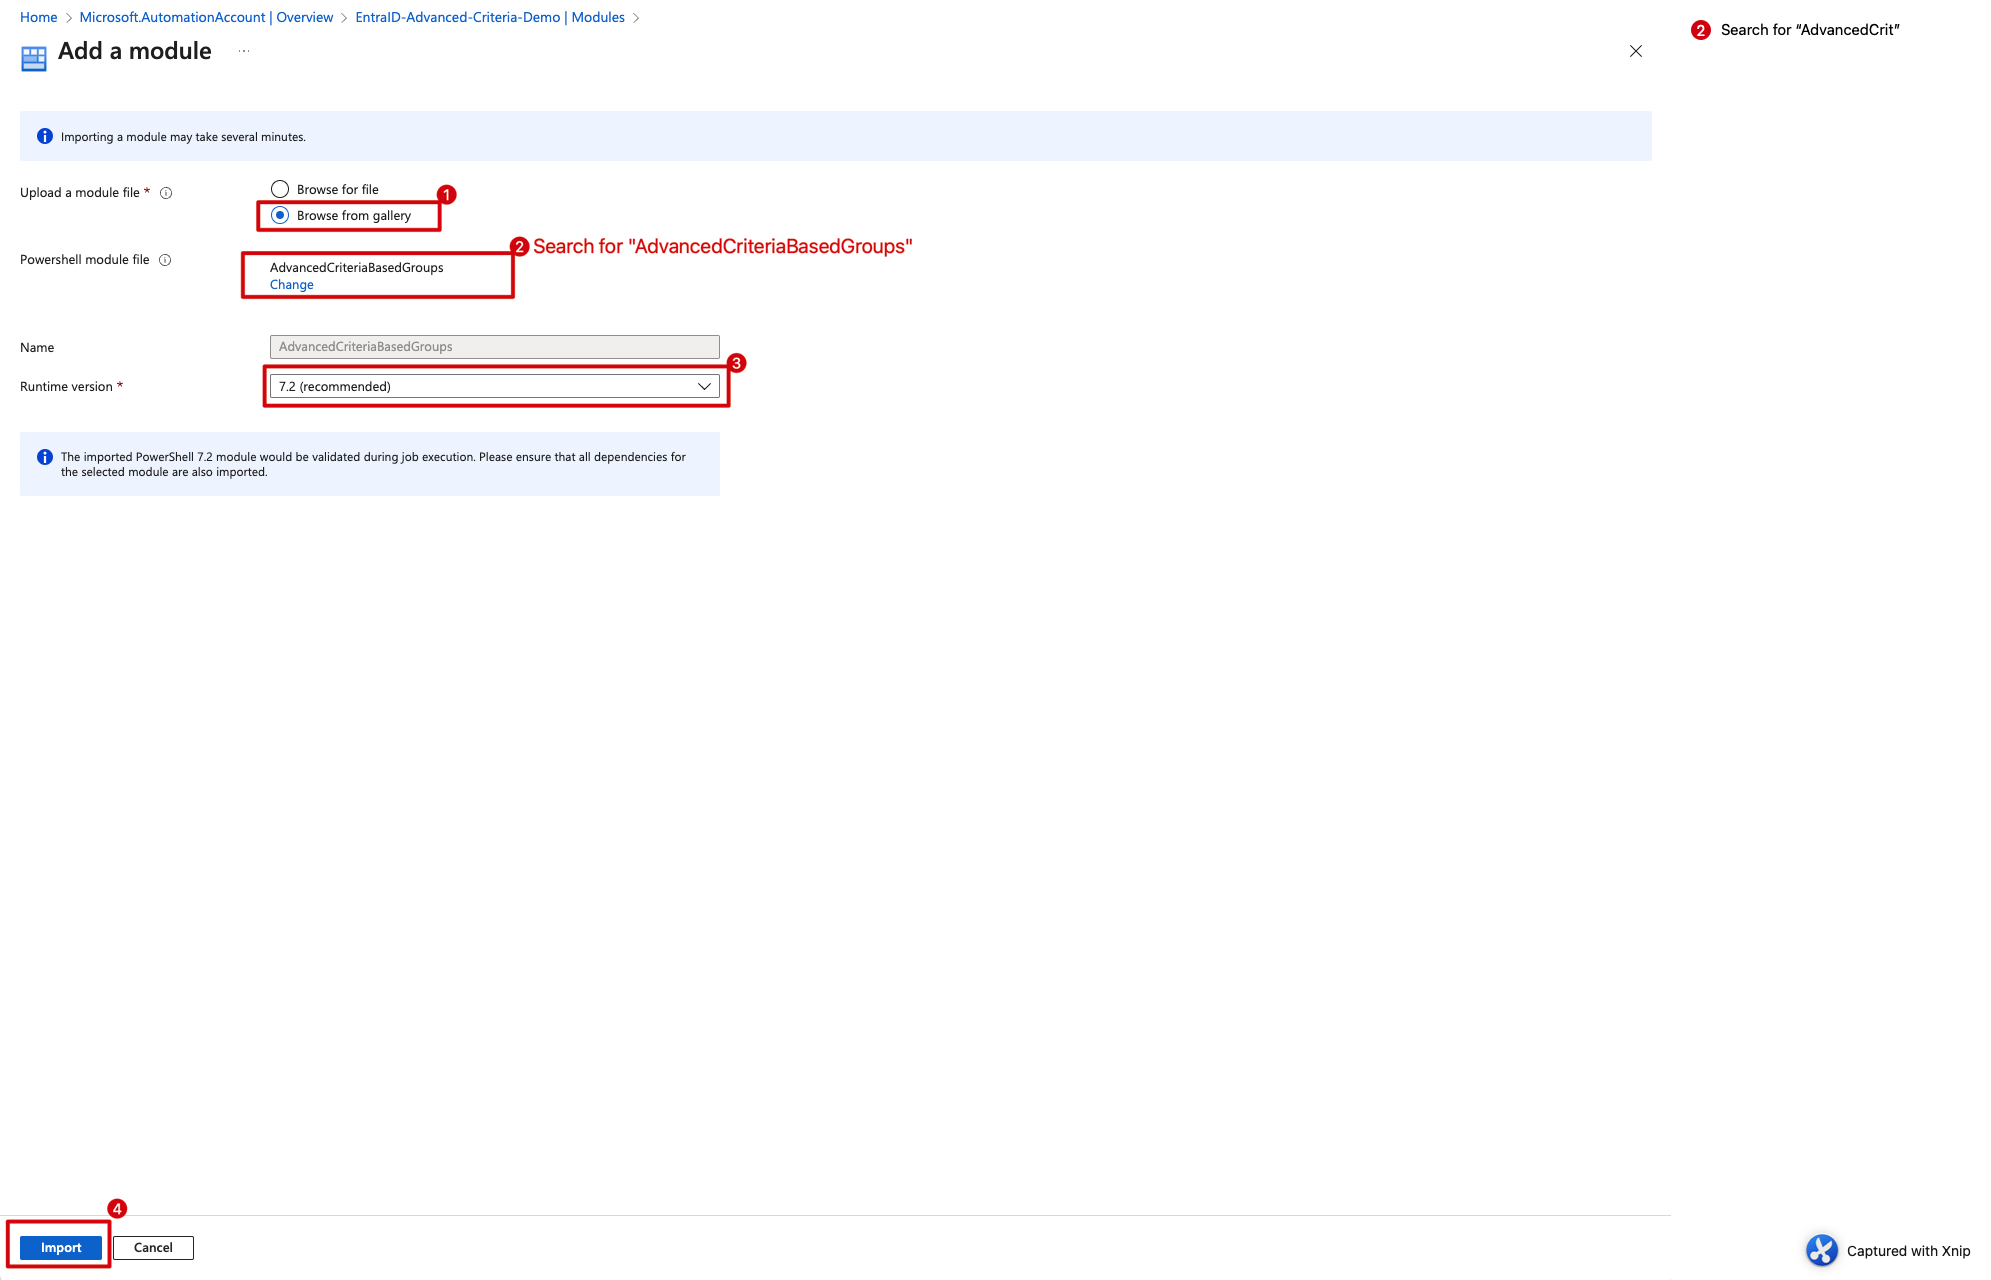 Home > Microsoft.AutomationAccount | Overview > EntraID-Advanced-Criteria-Demo | Modules >
Add a module ...
Importing a module may take several minutes.
Upload a module file *
Browse for file
1
Browse from gallery
2 Search for "AdvancedCriteriaBasedGroups"
Powershell module file
AdvancedCriteriaBasedGroups
Change
Name
AdvancedCriteriaBasedGroups
3
Runtime version *
7.2 (recommended)
The imported PowerShell 7.2 module would be validated during job execution. Please ensure that all dependencies for
the selected module are also imported.
4
Import
Cancel
2 Search for “AdvancedCrit”
Captured with Xnip